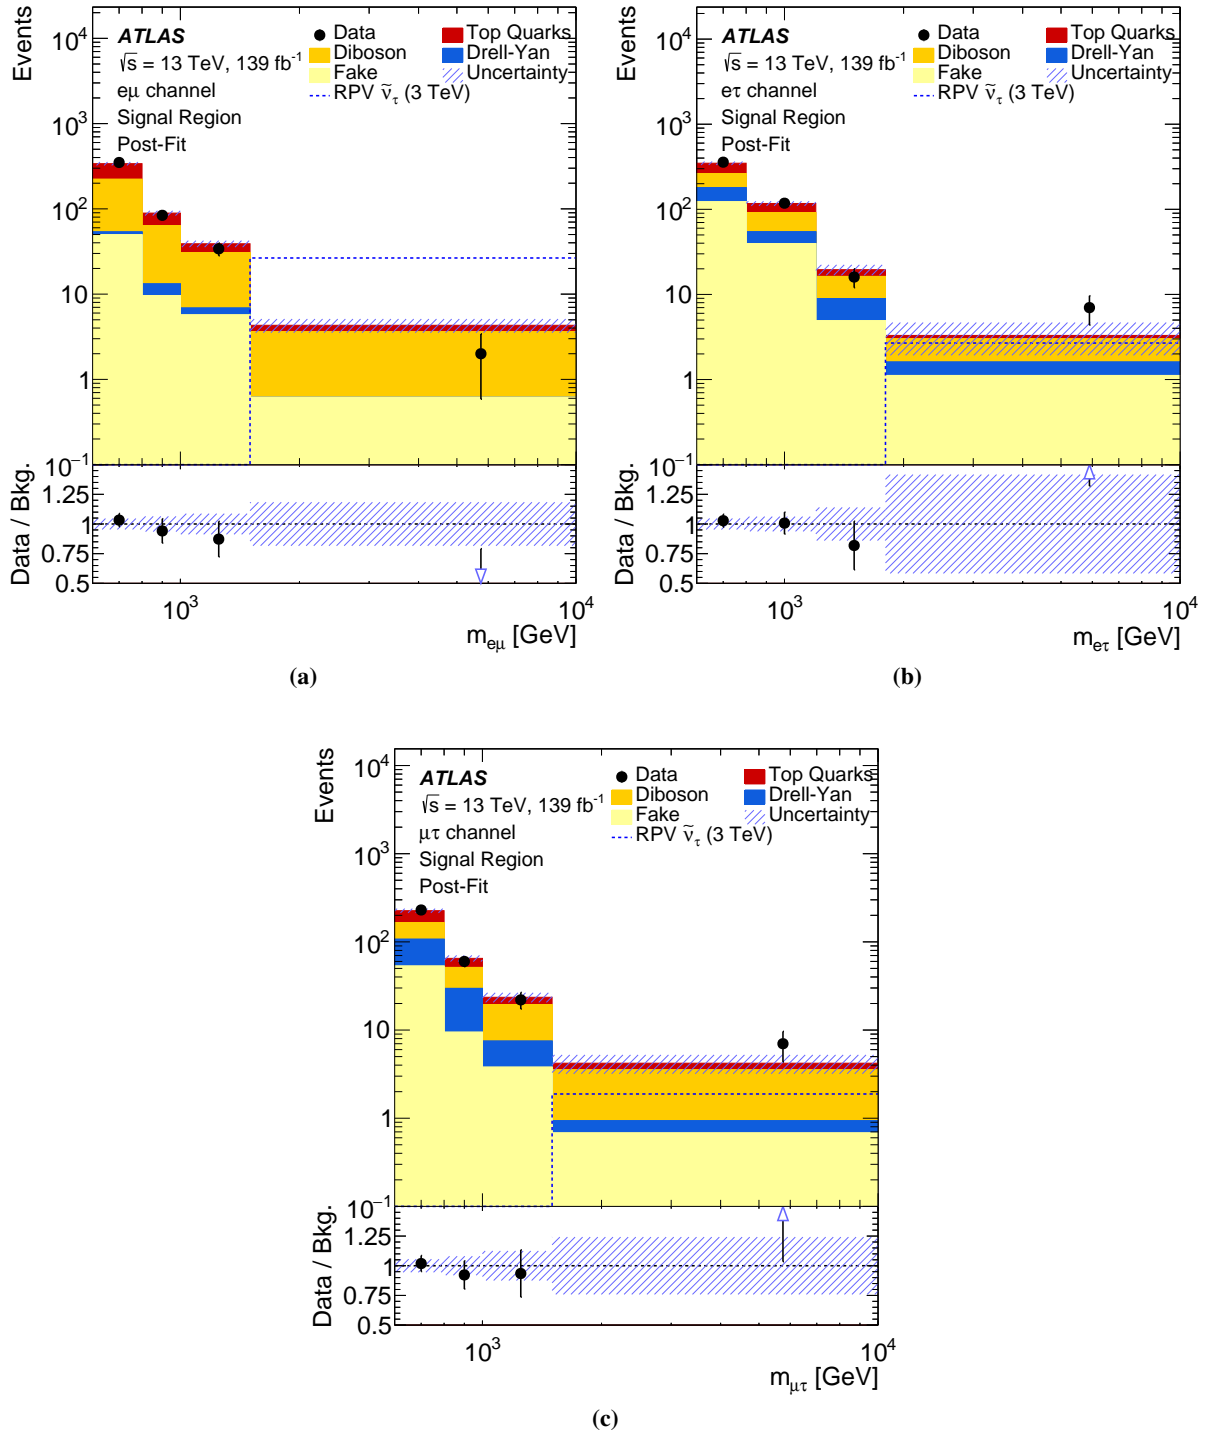 ATLAS
√s = 13 TeV, 139 fb⁻¹
eμ channel
Signal Region
Post-Fit
Data
Top Quarks
Diboson
Drell-Yan
Fake
Uncertainty
RPV ν̃τ (3 TeV)
Events
10⁴
10³
10²
10
1
10⁻¹
Data / Bkg.
1.25
1
0.75
0.5
10³
10⁴
m_eμ [GeV]
(a)
ATLAS
√s = 13 TeV, 139 fb⁻¹
eτ channel
Signal Region
Post-Fit
Data
Top Quarks
Diboson
Drell-Yan
Fake
Uncertainty
RPV ν̃τ (3 TeV)
Events
10⁴
10³
10²
10
1
10⁻¹
Data / Bkg.
1.25
1
0.75
0.5
10³
10⁴
m_eτ [GeV]
(b)
ATLAS
√s = 13 TeV, 139 fb⁻¹
μτ channel
Signal Region
Post-Fit
Data
Top Quarks
Diboson
Drell-Yan
Fake
Uncertainty
RPV ν̃τ (3 TeV)
Events
10⁴
10³
10²
10
1
10⁻¹
Data / Bkg.
1.25
1
0.75
0.5
10³
10⁴
m_μτ [GeV]
(c)